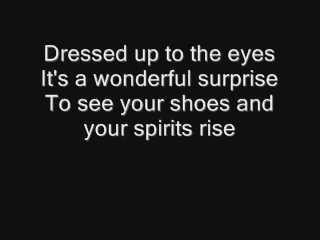 Dressed up to the eyes
It's a wonderful surprise
To see your shoes and
your spirits rise